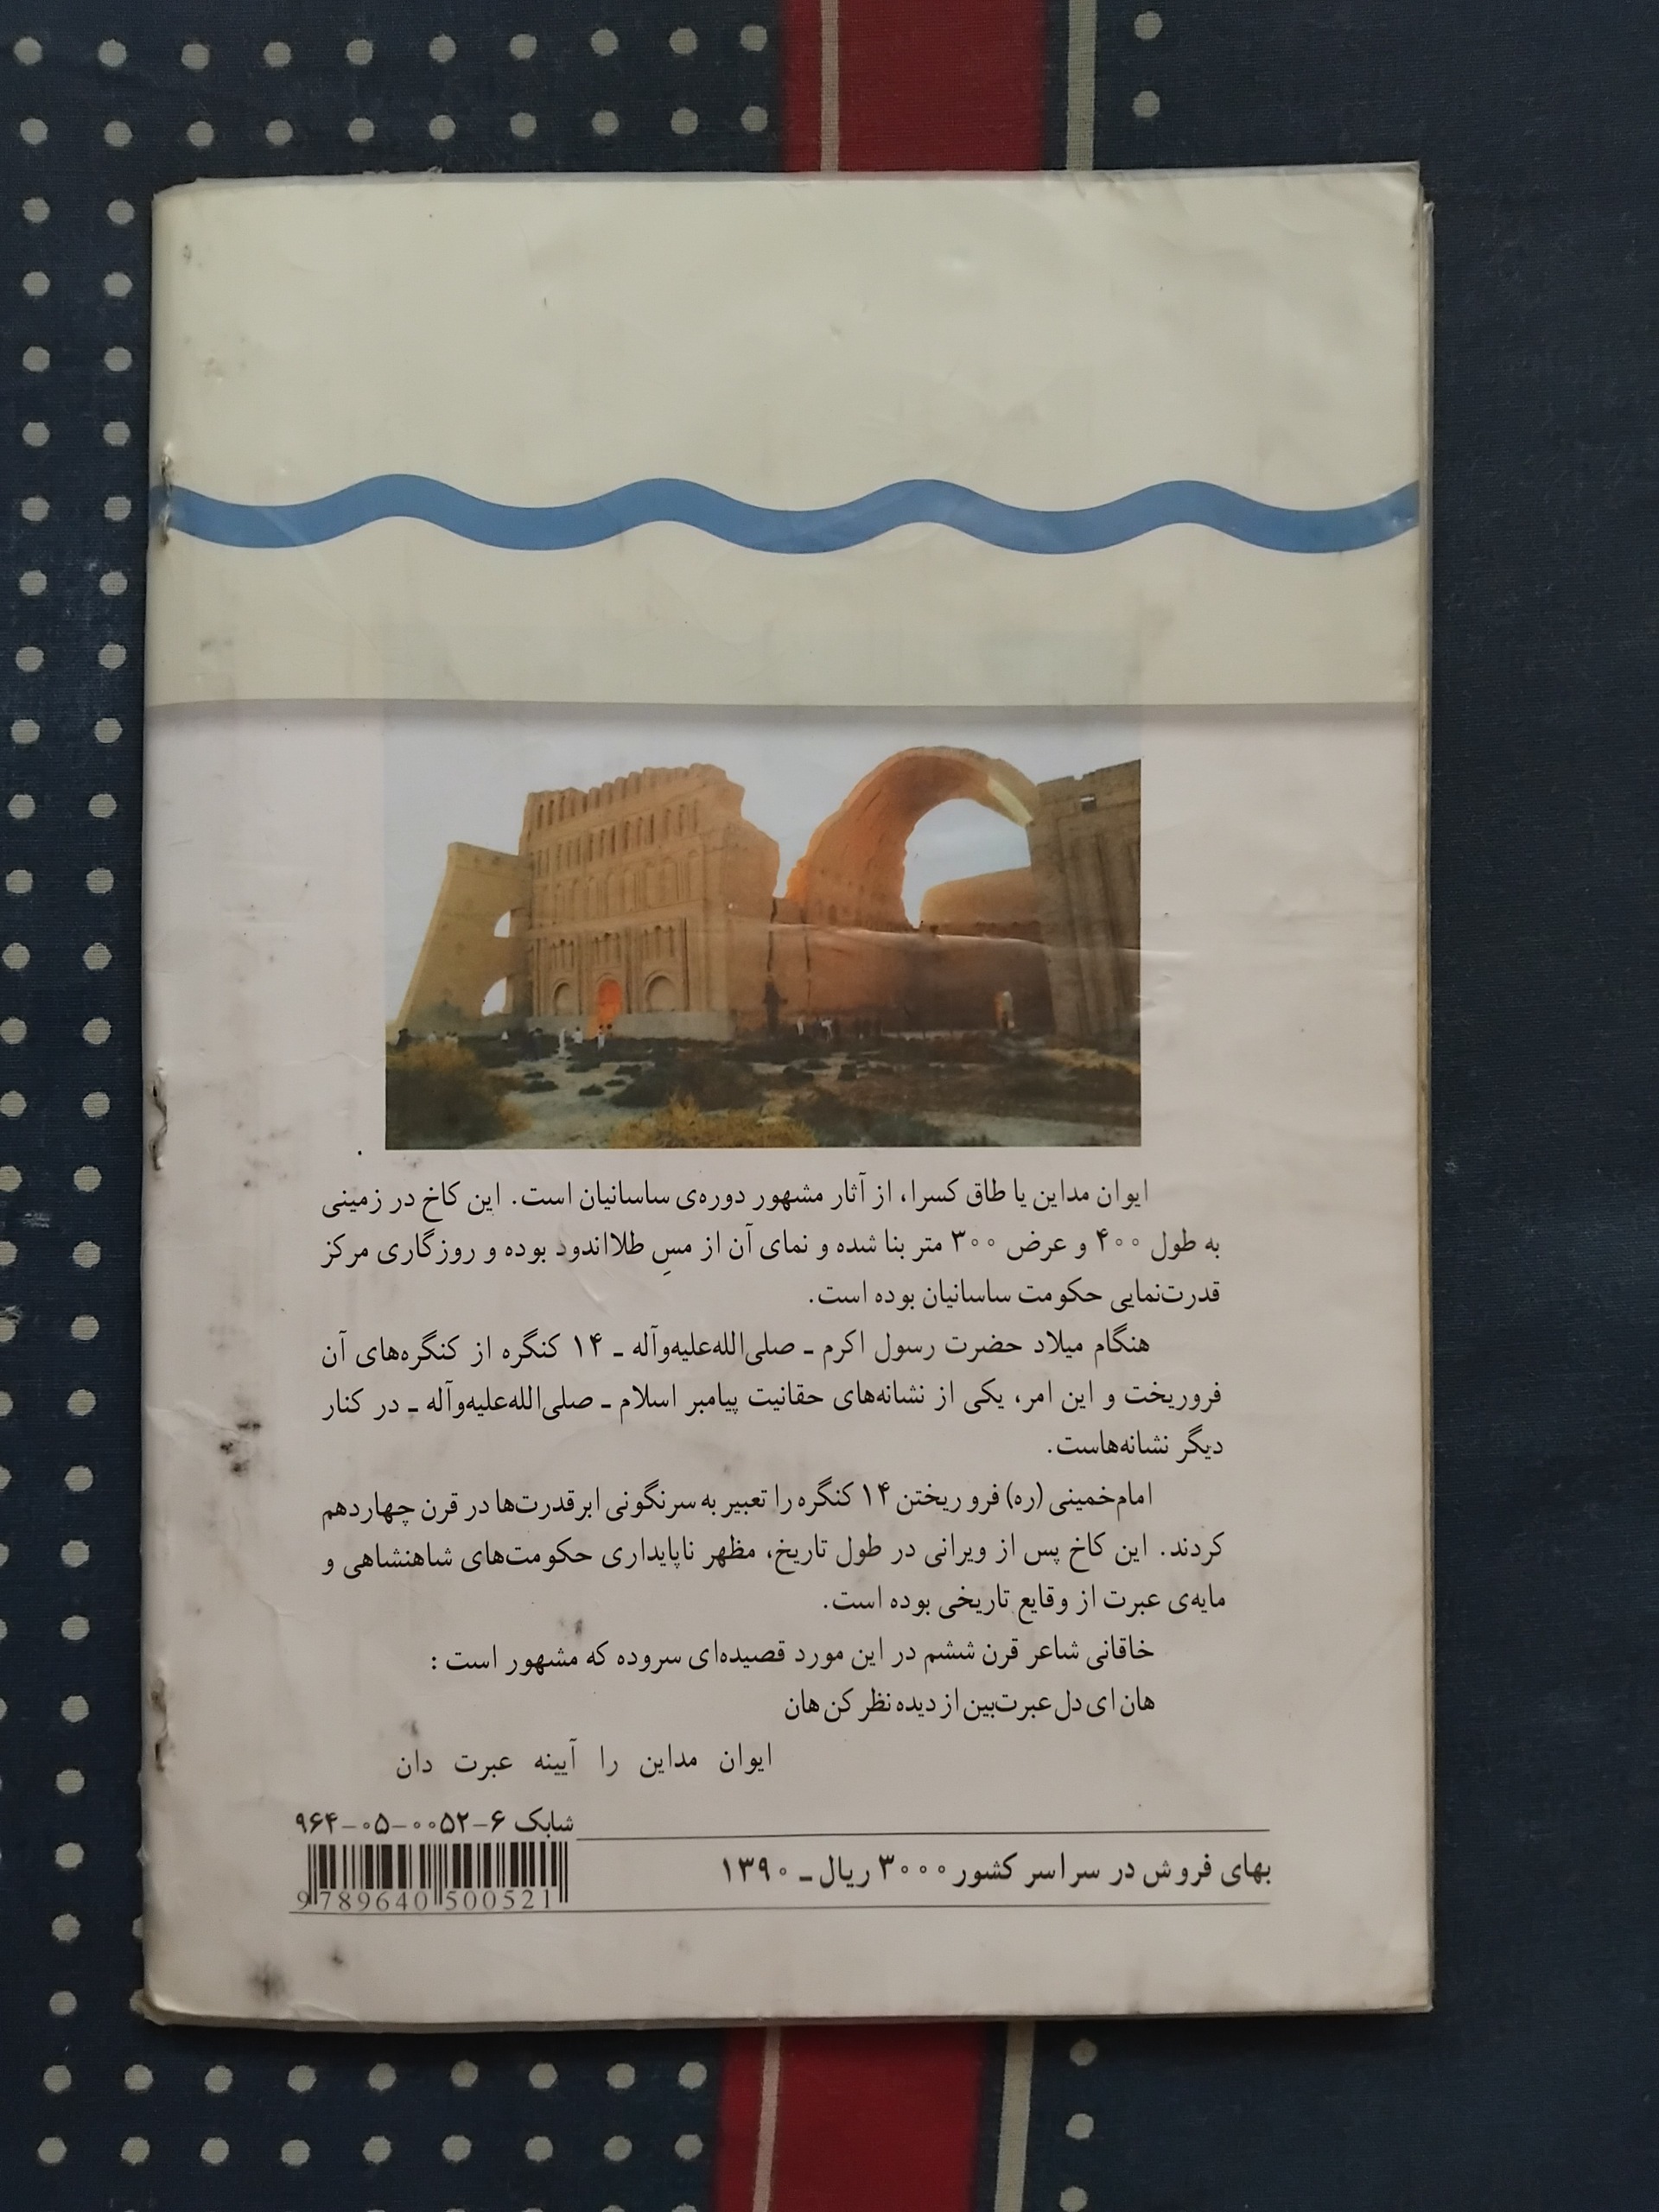 ایوان مداین یا طاق کسرا، از آثار مشهور دوره‌ی ساسانیان است. این کاخ در زمینی
به طول ۴۰۰ و عرض ۳۰۰ متر بنا شده و نمای آن از مسِ طلااندود بوده و روزگاری مرکز
قدرت‌نمایی حکومت ساسانیان بوده است.
هنگام میلاد حضرت رسول اکرم ـ صلی‌الله‌علیه‌وآله ـ ۱۴ کنگره از کنگره‌های آن
فروریخت و این امر، یکی از نشانه‌های حقانیت پیامبر اسلام ـ صلی‌الله‌علیه‌وآله ـ در کنار
دیگر نشانه‌هاست.
امام‌خمینی (ره) فرو ریختن ۱۴ کنگره را تعبیر به سرنگونی ابرقدرت‌ها در قرن چهاردهم
کردند. این کاخ پس از ویرانی در طول تاریخ، مظهر ناپایداری حکومت‌های شاهنشاهی و
مایه‌ی عبرت از وقایع تاریخی بوده است.
خاقانی شاعر قرن ششم در این مورد قصیده‌ای سروده که مشهور است :
هان ای دل عبرت‌بین از دیده نظر کن هان
ایوان مداین را آیینه عبرت دان
شابک ۶-۰۰۵۲-۰۵-۹۶۴
بهای فروش در سراسر کشور ۳۰۰۰ ریال ـ ۱۳۹۰
9789640500521